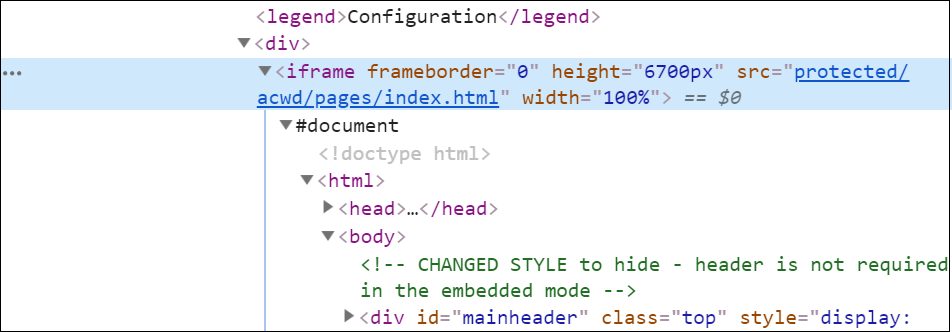 <legend>Configuration</legend>
▼<div>
… ▼<iframe frameborder="0" height="6700px" src="protected/
acwd/pages/index.html" width="100%"> == $0
▼#document
<!doctype html>
▼<html>
▶<head>…</head>
▼<body>
<!-- CHANGED STYLE to hide - header is not required
in the embedded mode -->
▶<div id="mainheader" class="top" style="display: